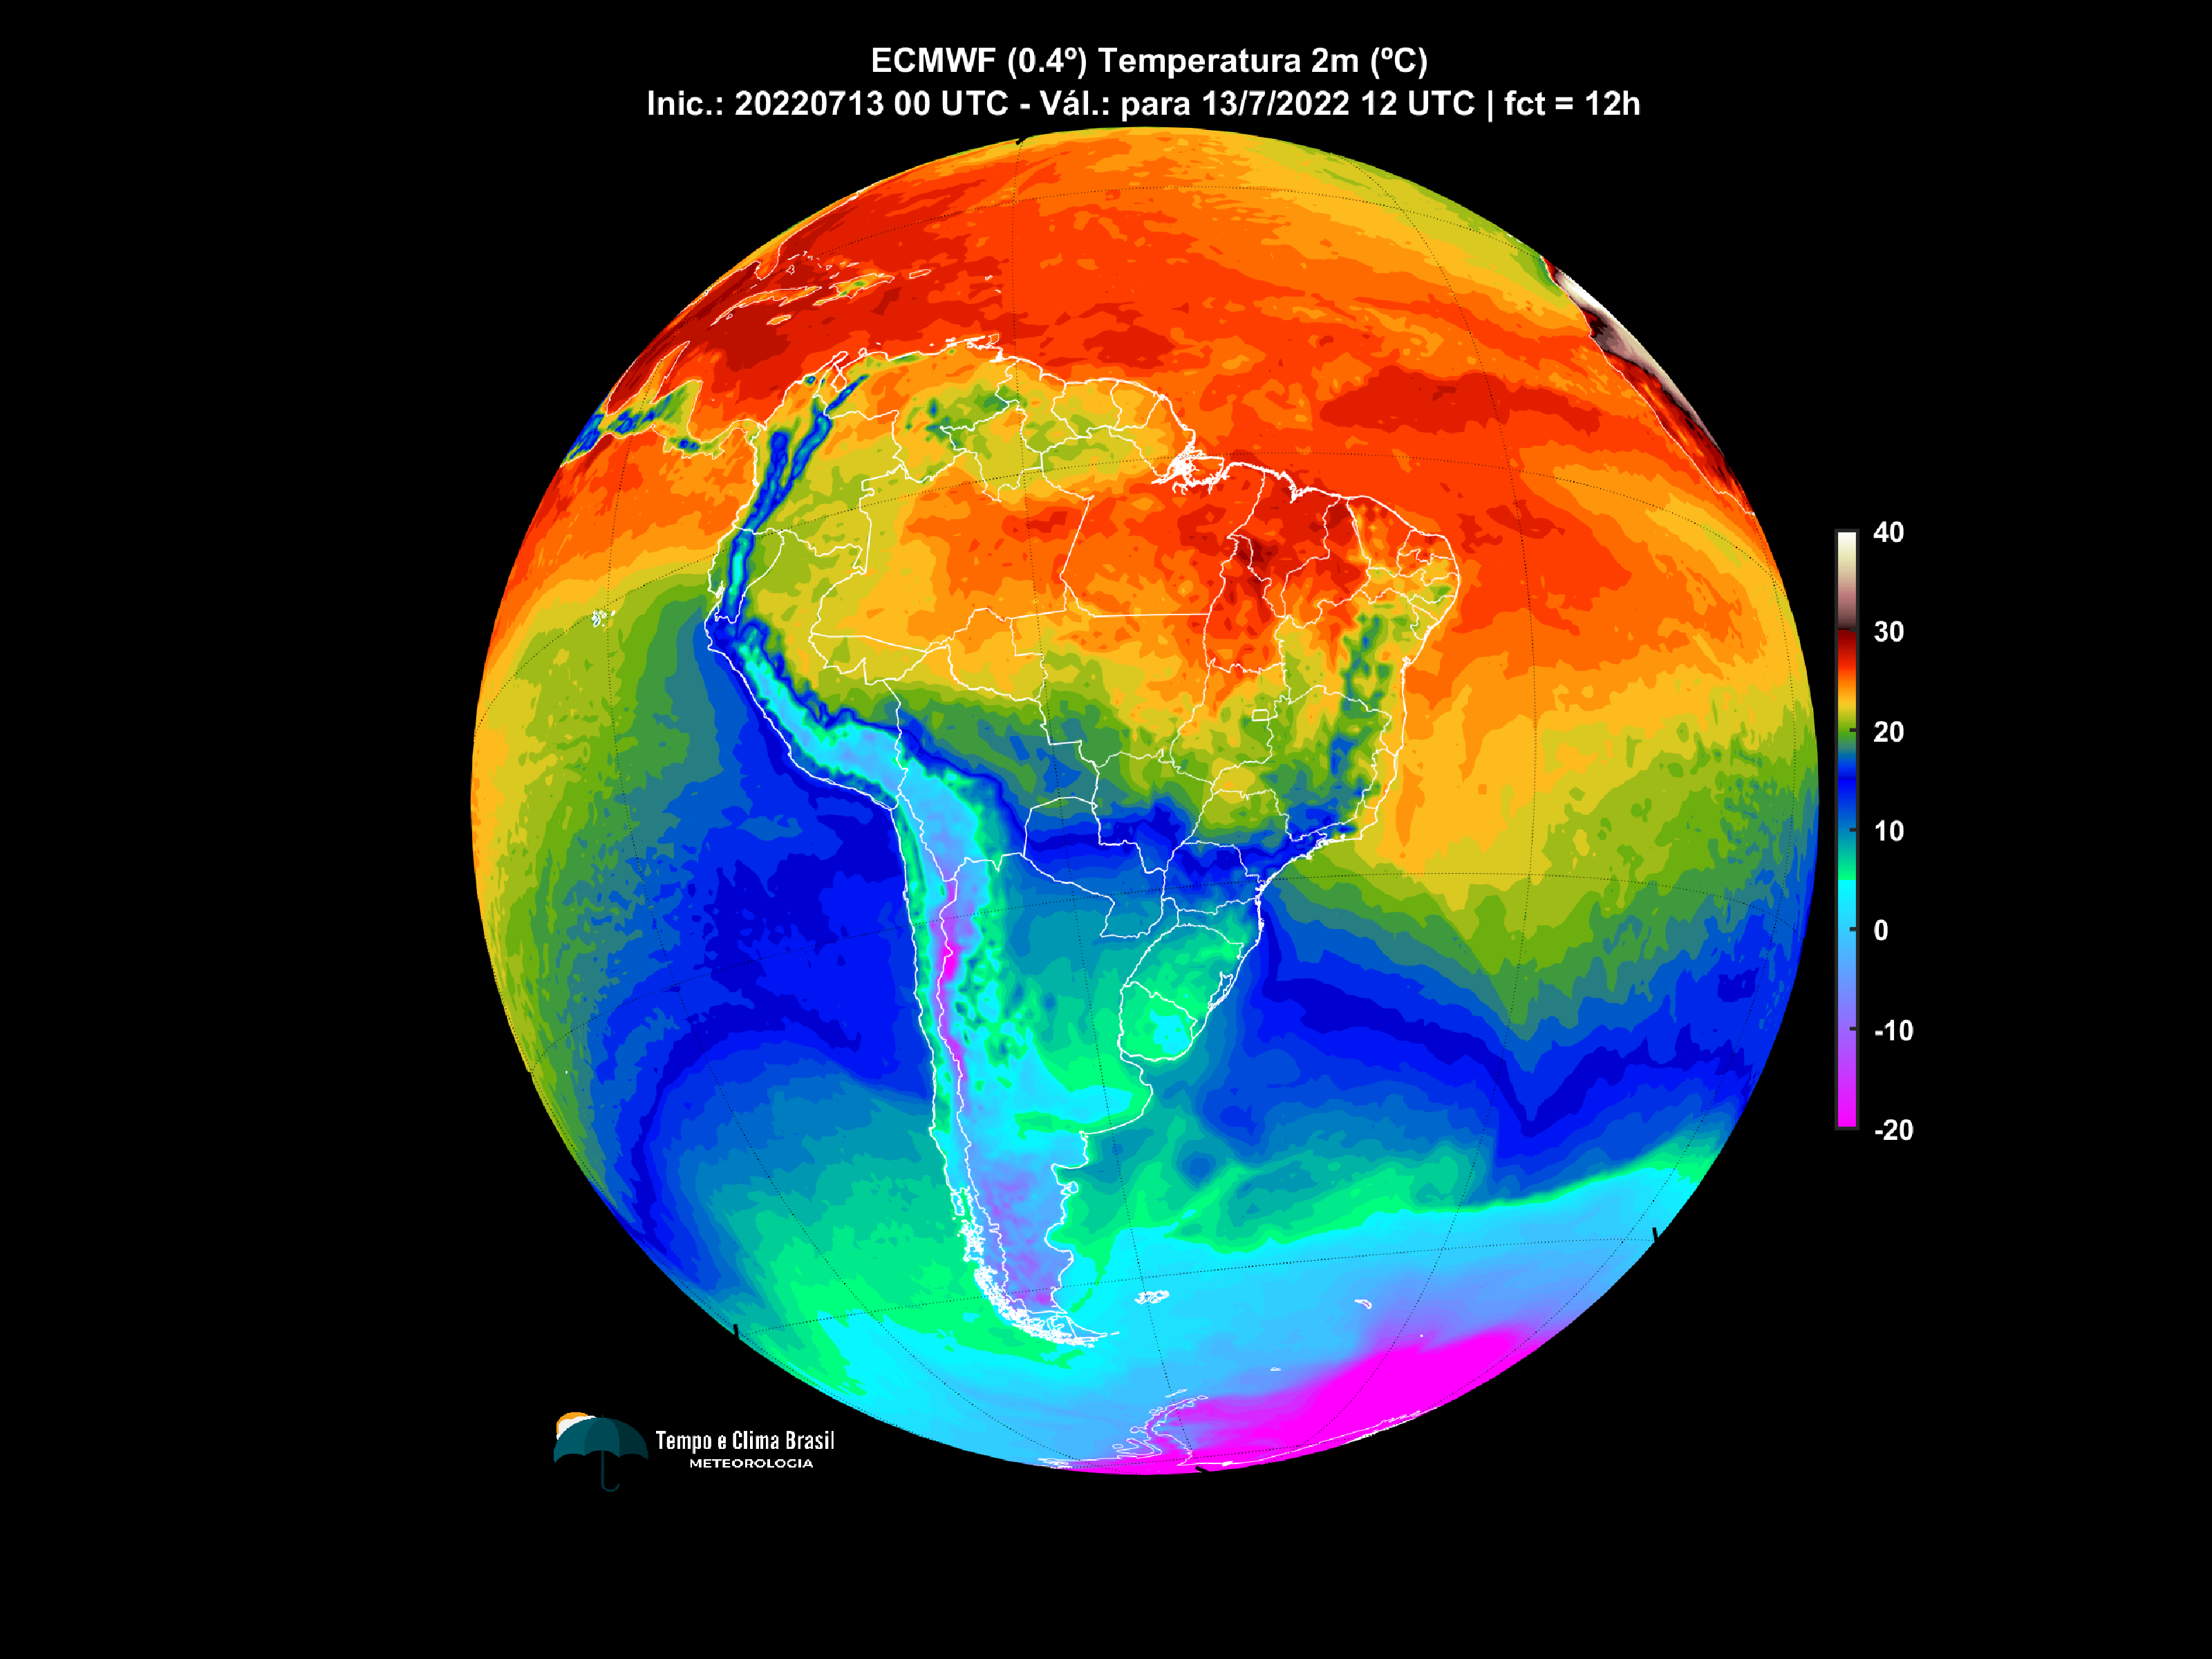 ECMWF (0.4º) Temperatura 2m (ºC)
Inic.: 20220713 00 UTC - Vál.: para 13/7/2022 12 UTC | fct = 12h
40
30
20
10
0
-10
-20
Tempo e Clima Brasil
METEOROLOGIA